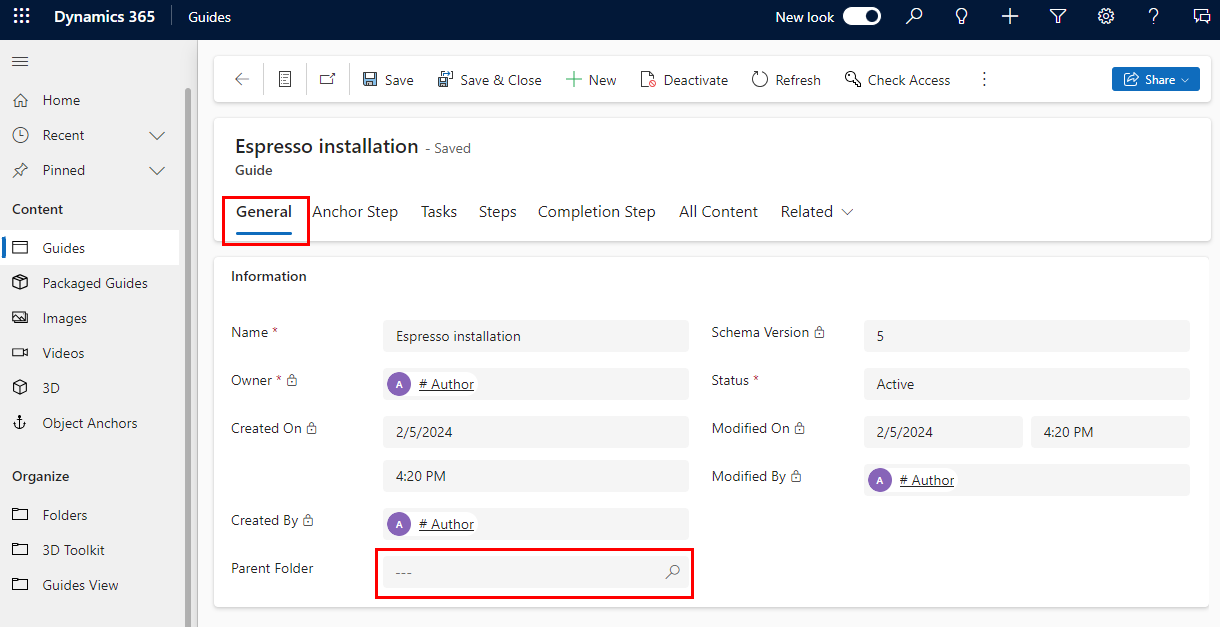 Dynamics 365 Guides New look
Home
Recent
Pinned
Content
Guides
Packaged Guides
Images
Videos
3D
Object Anchors
Organize
Folders
3D Toolkit
Guides View
Save Save & Close New Deactivate Refresh Check Access Share
Espresso installation - Saved
Guide
General Anchor Step Tasks Steps Completion Step All Content Related
Information
Name * Espresso installation
Owner * A # Author
Created On 2/5/2024
4:20 PM
Created By A # Author
Parent Folder ---
Schema Version 5
Status * Active
Modified On 2/5/2024 4:20 PM
Modified By A # Author